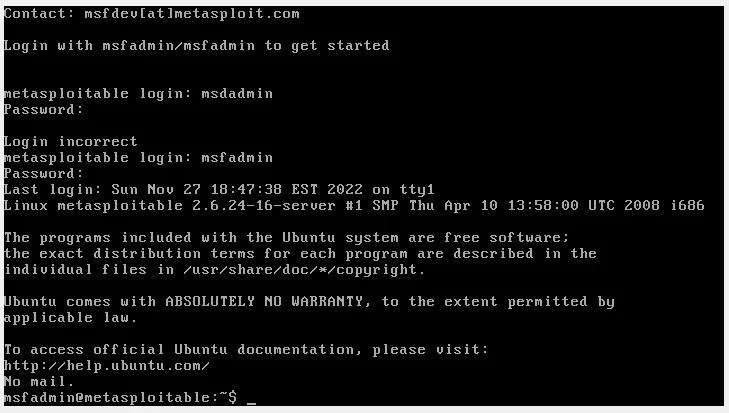 Contact: msfdev[at]metasploit.com
Login with msfadmin/msfadmin to get started
metasploitable login: msdadmin
Password:
Login incorrect
metasploitable login: msfadmin
Password:
Last login: Sun Nov 27 18:47:38 EST 2022 on tty1
Linux metasploitable 2.6.24-16-server #1 SMP Thu Apr 10 13:58:00 UTC 2008 i686
The programs included with the Ubuntu system are free software;
the exact distribution terms for each program are described in the
individual files in /usr/share/doc/*/copyright.
Ubuntu comes with ABSOLUTELY NO WARRANTY, to the extent permitted by
applicable law.
To access official Ubuntu documentation, please visit:
http://help.ubuntu.com/
No mail.
msfadmin@metasploitable:~$ _